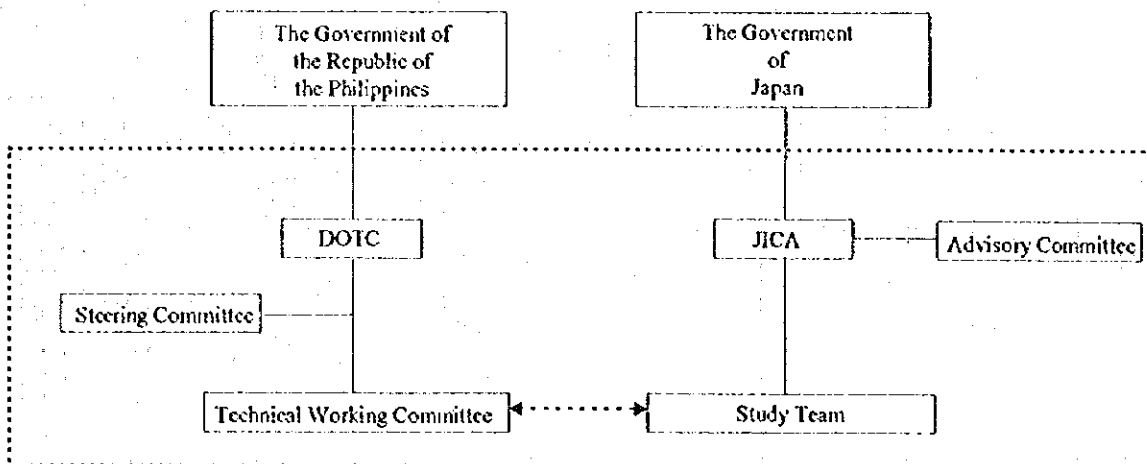 The Government of
the Republic of
the Philippines
The Government
of
Japan
DOTC
JICA
Advisory Committee
Steering Committee
Technical Working Committee
Study Team